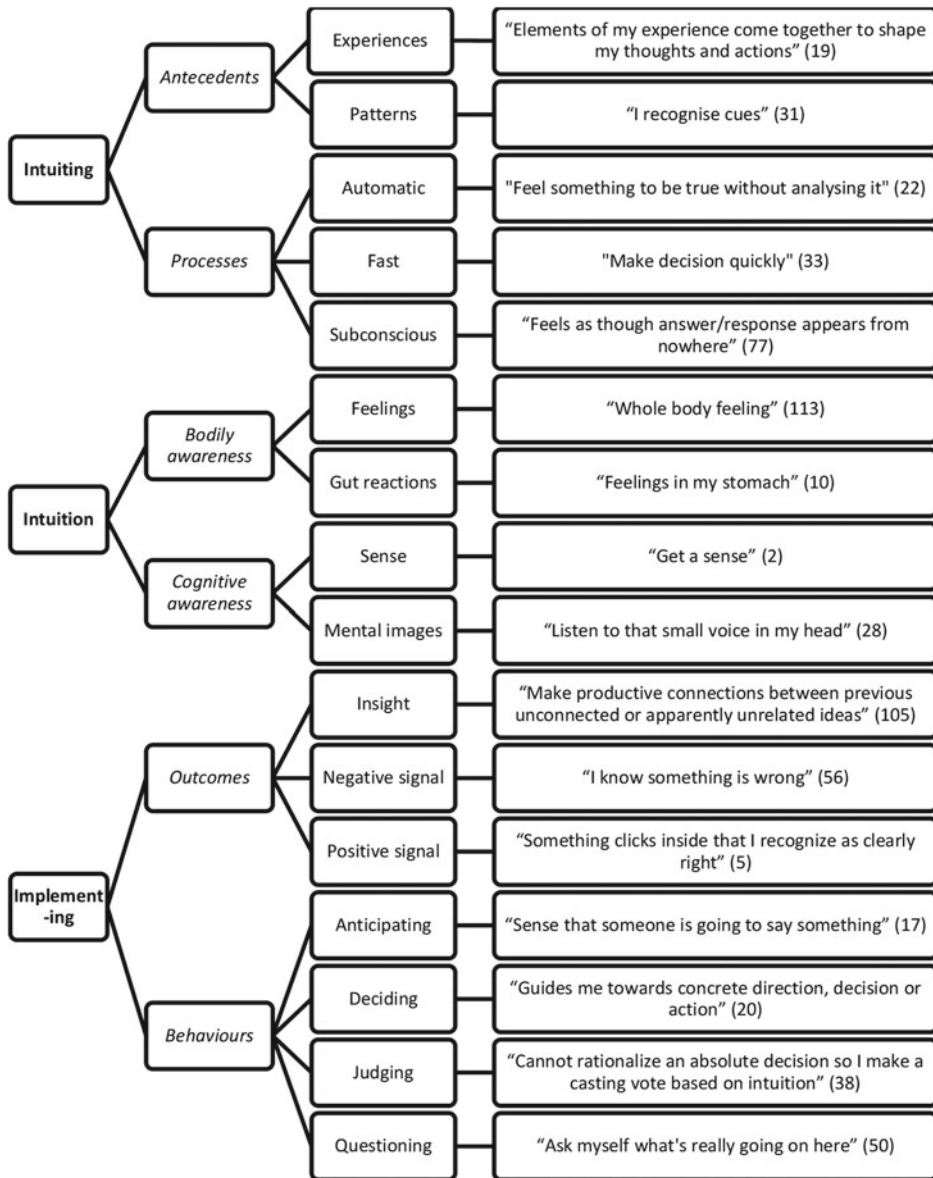 Experiences
“Elements of my experience come together to shape
my thoughts and actions” (19)
Antecedents
Patterns
“I recognise cues” (31)
Intuiting
Automatic
"Feel something to be true without analysing it" (22)
Processes
Fast
"Make decision quickly" (33)
Subconscious
“Feels as though answer/response appears from
nowhere” (77)
Feelings
“Whole body feeling” (113)
Bodily
awareness
Gut reactions
“Feelings in my stomach” (10)
Intuition
Sense
“Get a sense” (2)
Cognitive
awareness
Mental images
“Listen to that small voice in my head” (28)
Insight
“Make productive connections between previous
unconnected or apparently unrelated ideas” (105)
Outcomes
Negative signal
“I know something is wrong” (56)
Positive signal
“Something clicks inside that I recognize as clearly
right” (5)
Implement
-ing
Anticipating
“Sense that someone is going to say something” (17)
Deciding
“Guides me towards concrete direction, decision or
action” (20)
Behaviours
Judging
“Cannot rationalize an absolute decision so I make a
casting vote based on intuition” (38)
Questioning
“Ask myself what's really going on here” (50)